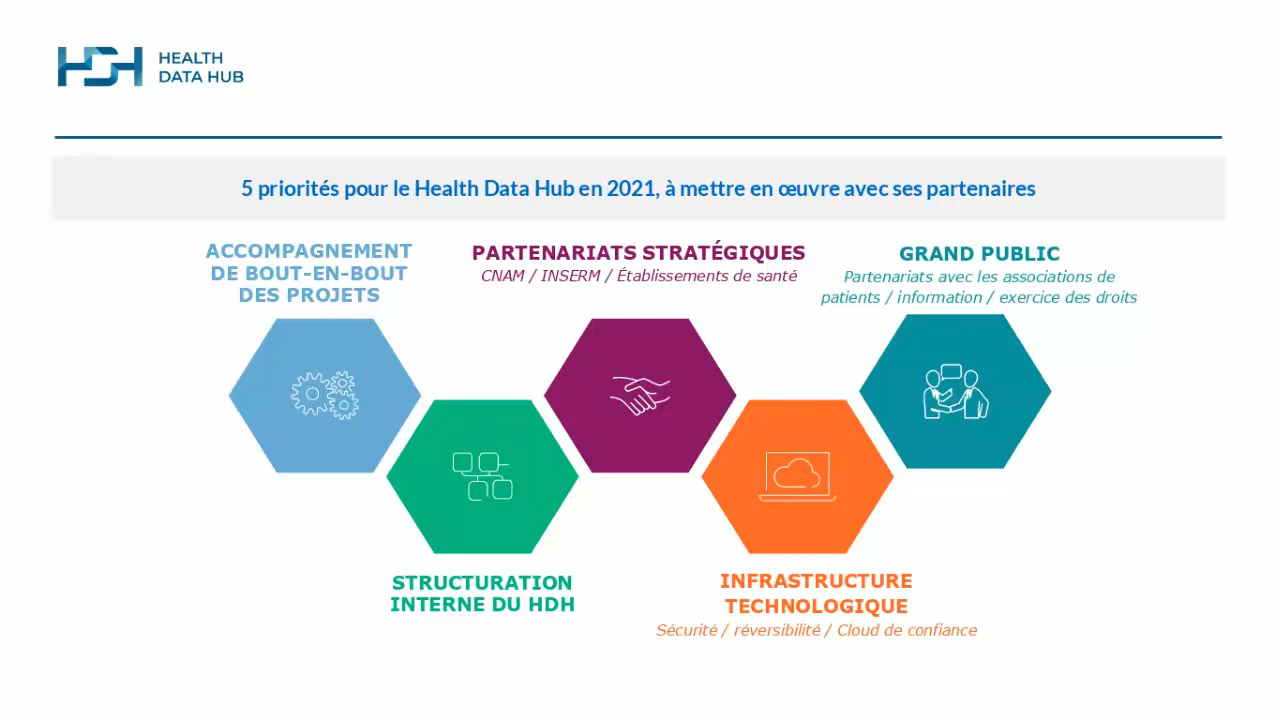 HEALTH
DATA HUB
5 priorités pour le Health Data Hub en 2021, à mettre en œuvre avec ses partenaires
ACCOMPAGNEMENT
DE BOUT-EN-BOUT
DES PROJETS
PARTENARIATS STRATÉGIQUES
CNAM / INSERM / Établissements de santé
GRAND PUBLIC
Partenariats avec les associations de
patients / information / exercice des droits
STRUCTURATION
INTERNE DU HDH
INFRASTRUCTURE
TECHNOLOGIQUE
Sécurité / réversibilité / Cloud de confiance